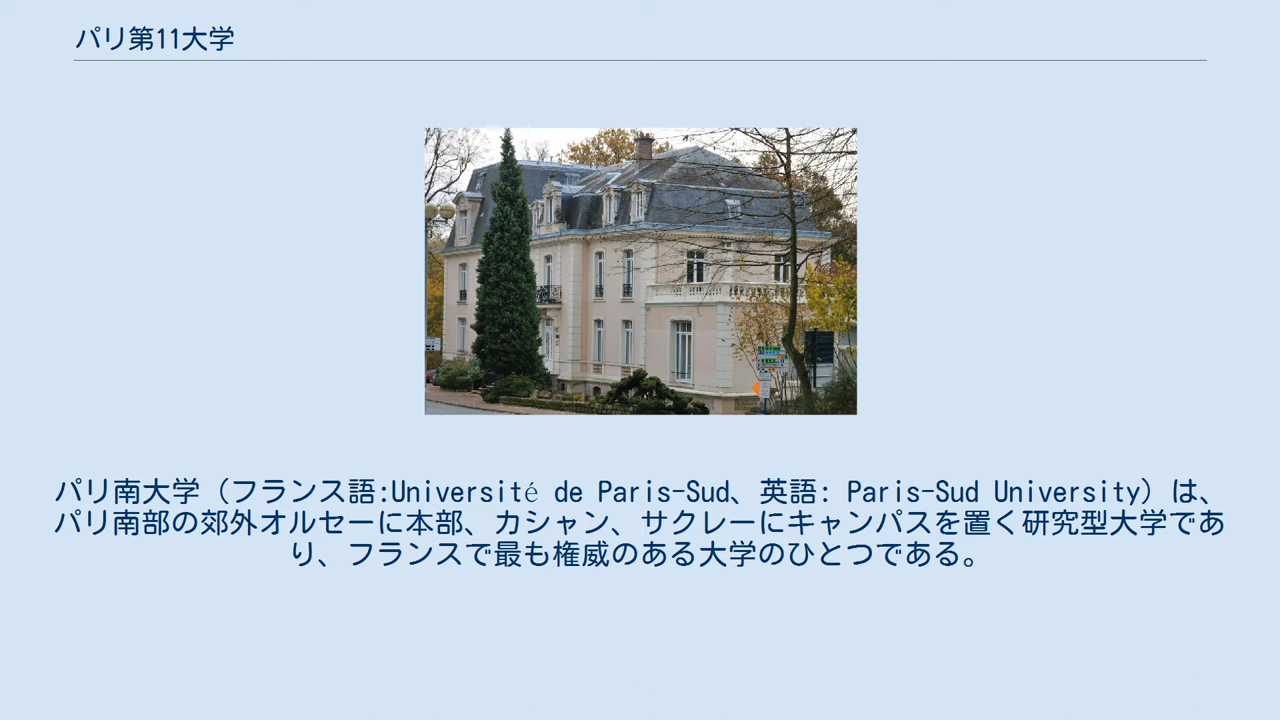 パリ第11大学
パリ南大学（フランス語:Université de Paris-Sud、英語: Paris-Sud University）は、
パリ南部の郊外オルセーに本部、カシャン、サクレーにキャンパスを置く研究型大学であ
り、フランスで最も権威のある大学のひとつである。